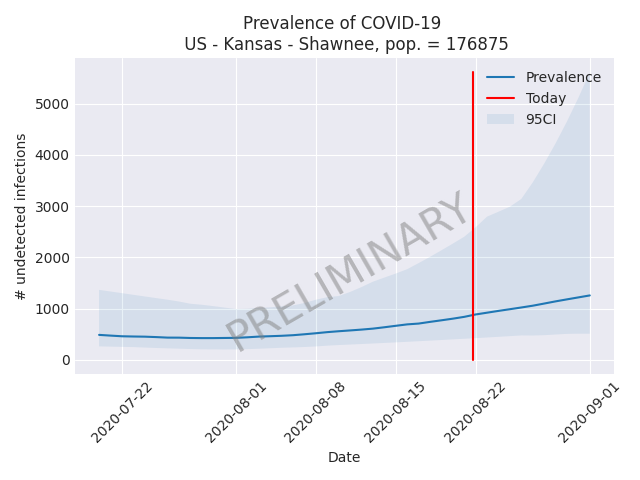 Prevalence of COVID-19
US - Kansas - Shawnee, pop. = 176875
Prevalence
Today
95CI
5000
4000
3000
2000
1000
0
# undetected infections
PRELIMINARY
2020-07-22
2020-08-01
2020-08-08
2020-08-15
2020-08-22
2020-09-01
Date